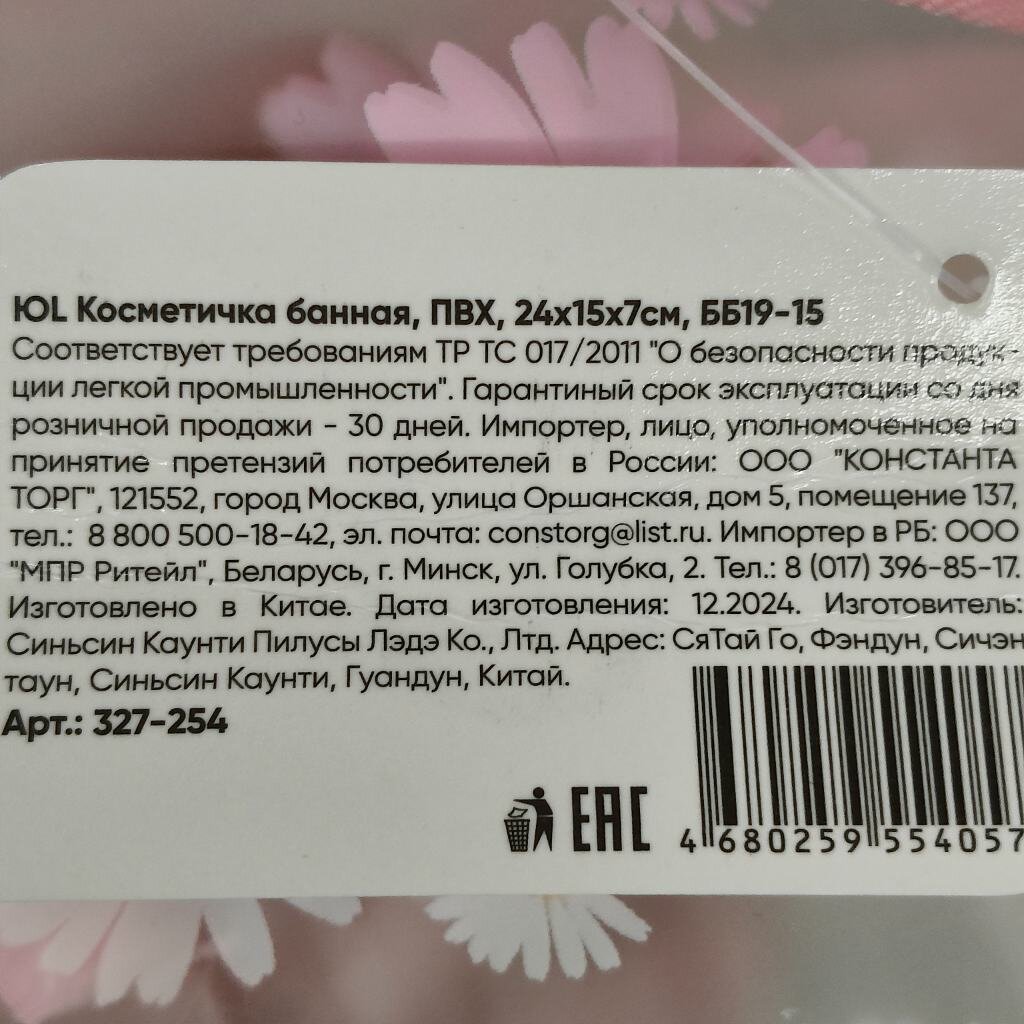 ЮL Косметичка банная, ПВХ, 24х15х7см, ББ19-15
Соответствует требованиям ТР ТС 017/2011 "О безопасности продук-
ции легкой промышленности". Гарантиный срок эксплуатации со дня
розничной продажи - 30 дней. Импортер, лицо, уполномоченное на
принятие претензий потребителей в России: ООО "КОНСТАНТА
ТОРГ", 121552, город Москва, улица Оршанская, дом 5, помещение 137,
тел.: 8 800 500-18-42, эл. почта: constorg@list.ru. Импортер в РБ: ООО
"МПР Ритейл", Беларусь, г. Минск, ул. Голубка, 2. Тел.: 8 (017) 396-85-17.
Изготовлено в Китае. Дата изготовления: 12.2024. Изготовитель:
Синьсин Каунти Пилусы Лэдэ Ко., Лтд. Адрес: СяТай Го, Фэндун, Сичэн
таун, Синьсин Каунти, Гуандун, Китай.
Арт.: 327-254
EAC
4 680259 554057